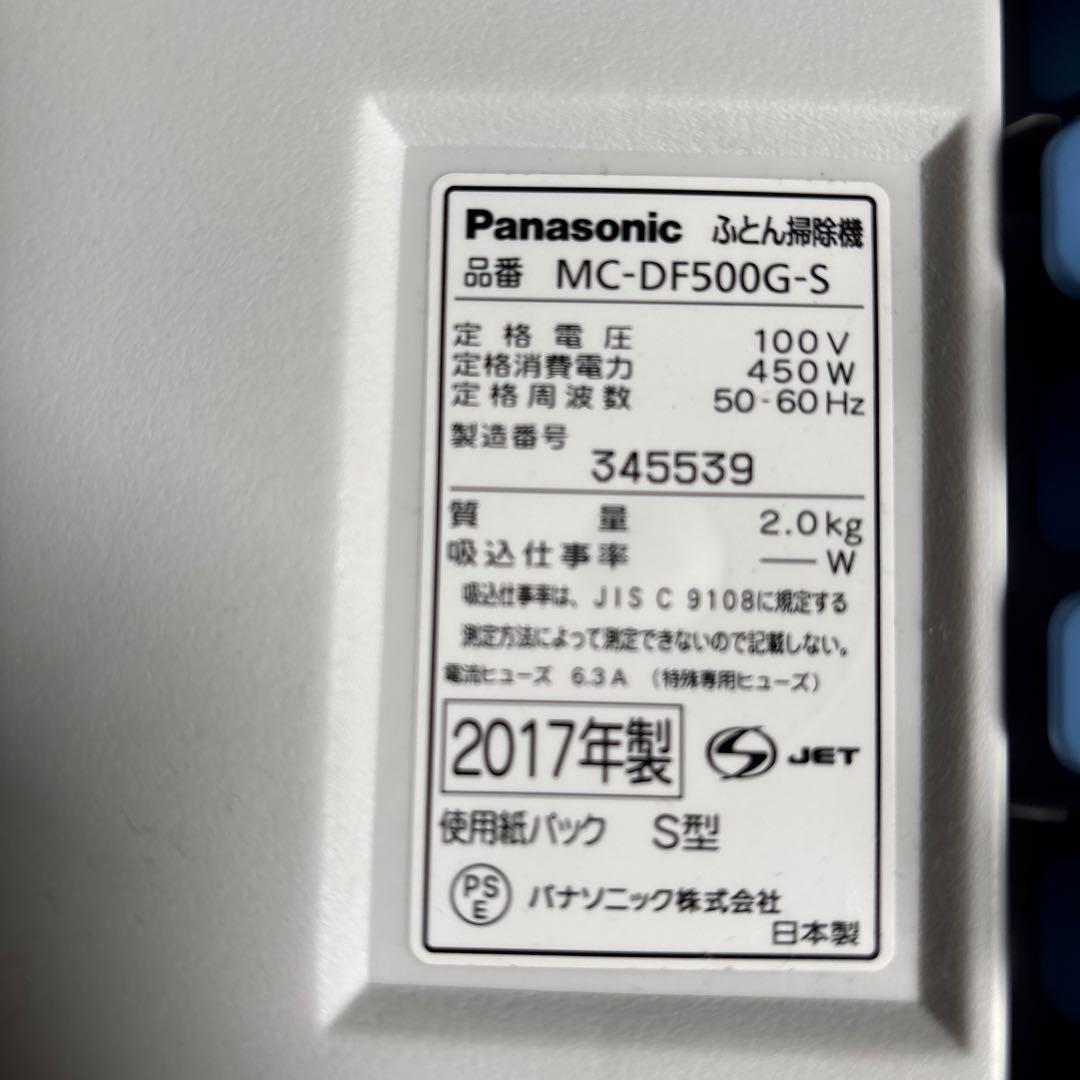 Panasonic ふとん掃除機
品番 MC-DF500G-S
定格電圧 100V
定格消費電力 450W
定格周波数 50-60Hz
製造番号
345539
質量 2.0kg
吸込仕事率 ―W
吸込仕事率は、JIS C 9108に規定する
測定方法によって測定できないので記載しない。
電流ヒューズ 6.3A (特殊専用ヒューズ)
2017年製 JET
使用紙パック S型
PS
E
パナソニック株式会社
日本製